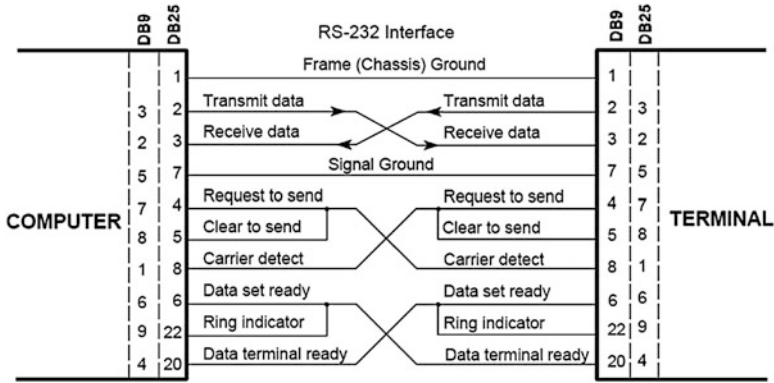 DB9 DB25 RS-232 Interface DB9 DB25
1 Frame (Chassis) Ground 1
3 2 Transmit data Transmit data 2 3
2 3 Receive data Receive data 3 2
5 7 Signal Ground 7 5
7 4 Request to send Request to send 4 7
COMPUTER TERMINAL
8 5 Clear to send Clear to send 5 8
1 8 Carrier detect Carrier detect 8 1
6 6 Data set ready Data set ready 6 6
9 22 Ring indicator Ring indicator 22 9
4 20 Data terminal ready Data terminal ready 20 4